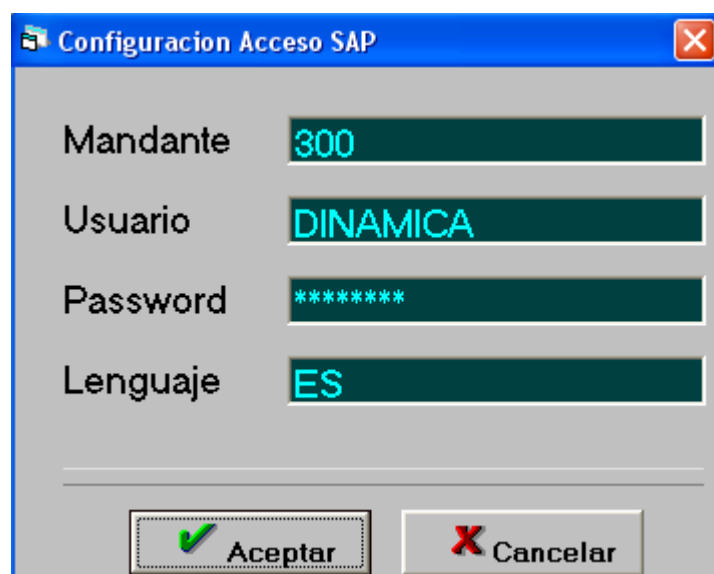 Configuracion Acceso SAP
Mandante 300
Usuario DINAMICA
Password ********
Lenguaje ES
Aceptar Cancelar